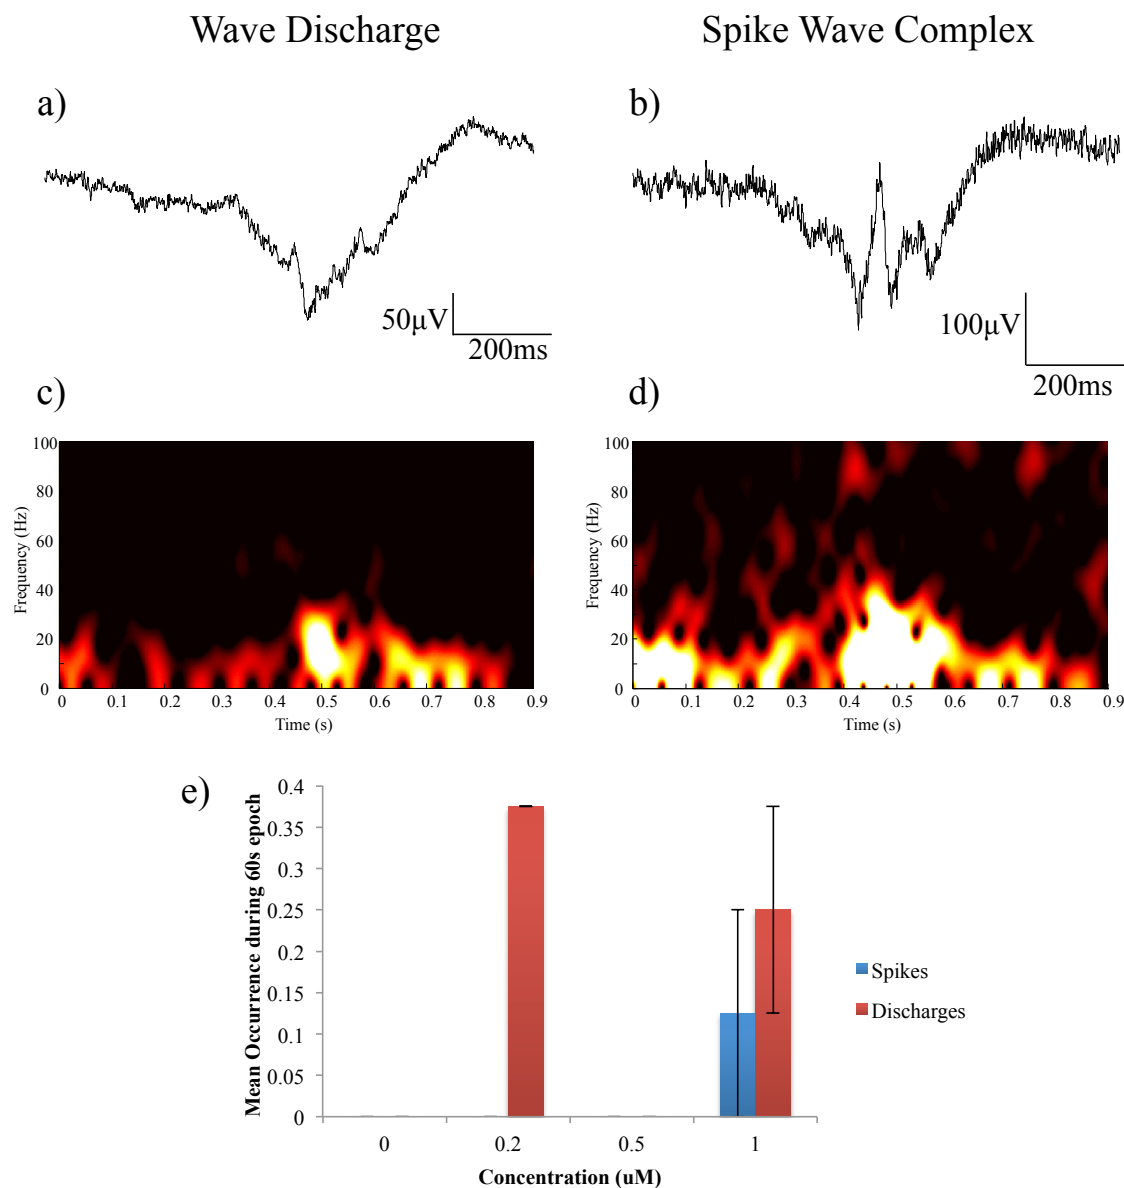 Wave Discharge
Spike Wave Complex
a)
b)
50μV
200ms
100μV
200ms
c)
d)
100
80
60
40
20
0
Frequency (Hz)
0 0.1 0.2 0.3 0.4 0.5 0.6 0.7 0.8 0.9
Time (s)
100
80
60
40
20
0
Frequency (Hz)
0 0.1 0.2 0.3 0.4 0.5 0.6 0.7 0.8 0.9
Time (s)
e)
Mean Occurrence during 60s epoch
0.4
0.35
0.3
0.25
0.2
0.15
0.1
0.05
0
0 0.2 0.5 1
Concentration (uM)
Spikes
Discharges